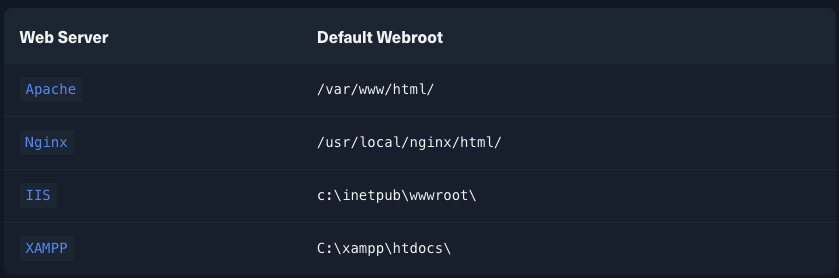 Web Server Default Webroot
Apache /var/www/html/
Nginx /usr/local/nginx/html/
IIS c:\inetpub\wwwroot\
XAMPP C:\xampp\htdocs\